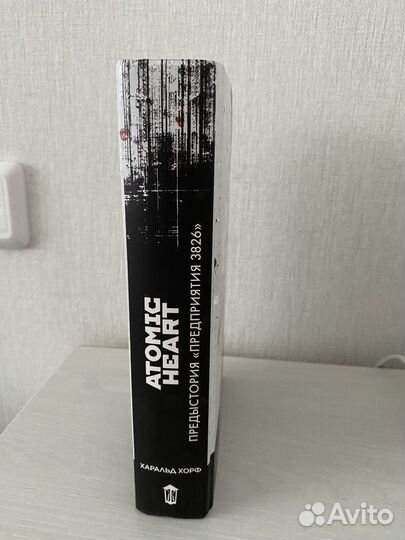 ATOMIC
HEART
ПРЕДЫСТОРИЯ «ПРЕДПРИЯТИЯ 3826»
ХАРАЛЬД ХОРФ
Avito